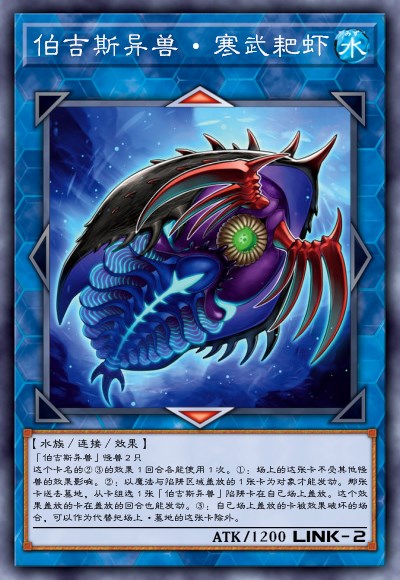 伯吉斯异兽·寒武耙虾
水
【水族/连接/效果】
「伯吉斯异兽」怪兽2只
这个卡名的②③的效果1回合各能使用1次。①：场上的这张卡不受其他怪
兽的效果影响。②：以魔法与陷阱区域盖放的1张卡为对象才能发动。那张
卡送去墓地，从卡组选1张「伯吉斯异兽」陷阱卡在自己场上盖放。这个效
果盖放的卡在盖放的回合也能发动。③：自己场上盖放的卡被效果破坏的场
合，可以作为代替把场上·墓地的这张卡除外。
ATK/1200 LINK-2